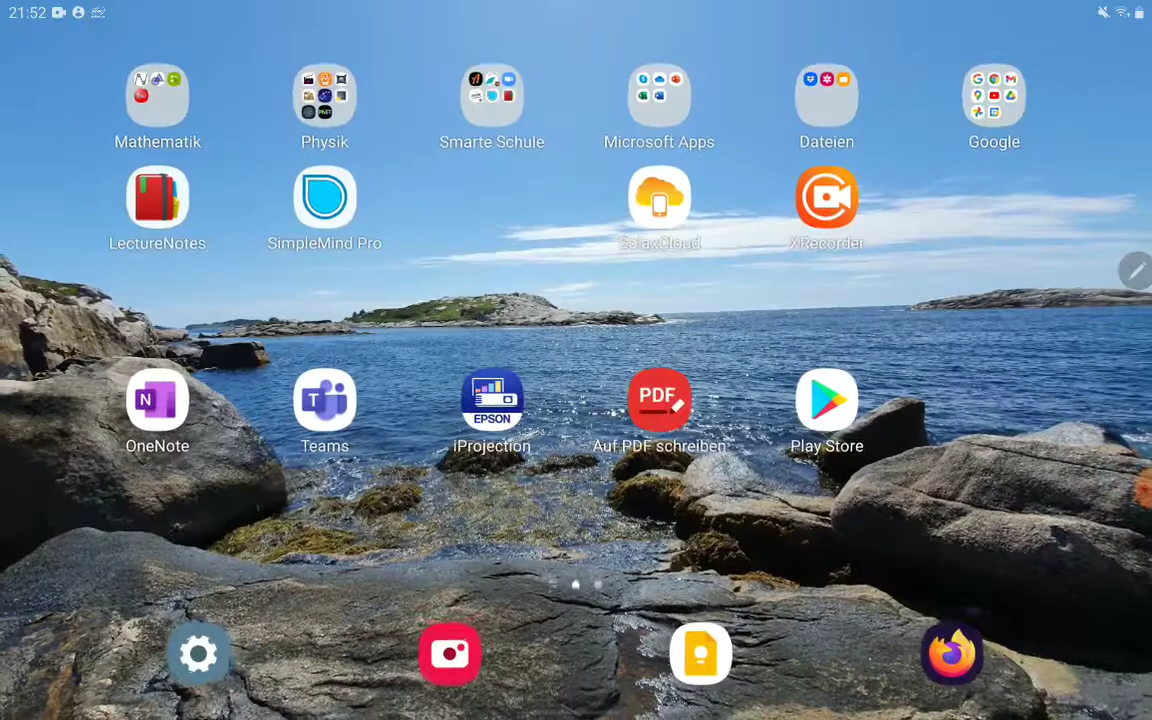 21:52
Mathematik
Physik
Smarte Schule
Microsoft Apps
Dateien
Google
LectureNotes
SimpleMind Pro
SolaxCloud
XRecorder
N
OneNote
T
Teams
EPSON
iProjection
PDF
Auf PDF schreiben
Play Store